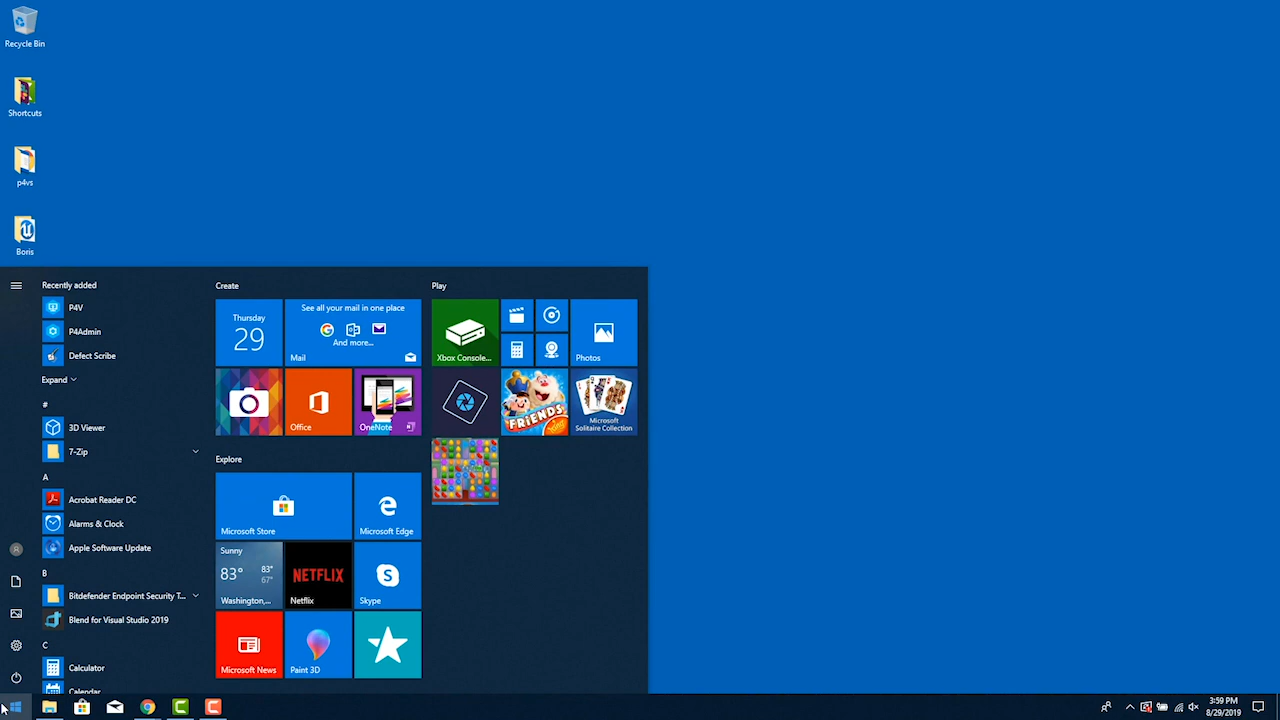 Recycle Bin
Shortcuts
p4vs
Boris
Recently added
P4V
P4Admin
Defect Scribe
Expand
#
3D Viewer
7-Zip
A
Acrobat Reader DC
Alarms & Clock
Apple Software Update
B
Bitdefender Endpoint Security T...
Blend for Visual Studio 2019
C
Calculator
Calendar
Create
Thursday
29
See all your mail in one place
And more...
Mail
Office
OneNote
Explore
Microsoft Store
Microsoft Edge
Sunny
83° 83°
67°
Washington,...
NETFLIX
Netflix
Skype
Microsoft News
Paint 3D
Play
Xbox Console...
Photos
FRIENDS
King
Microsoft
Solitaire Collection
3:59 PM
8/29/2019